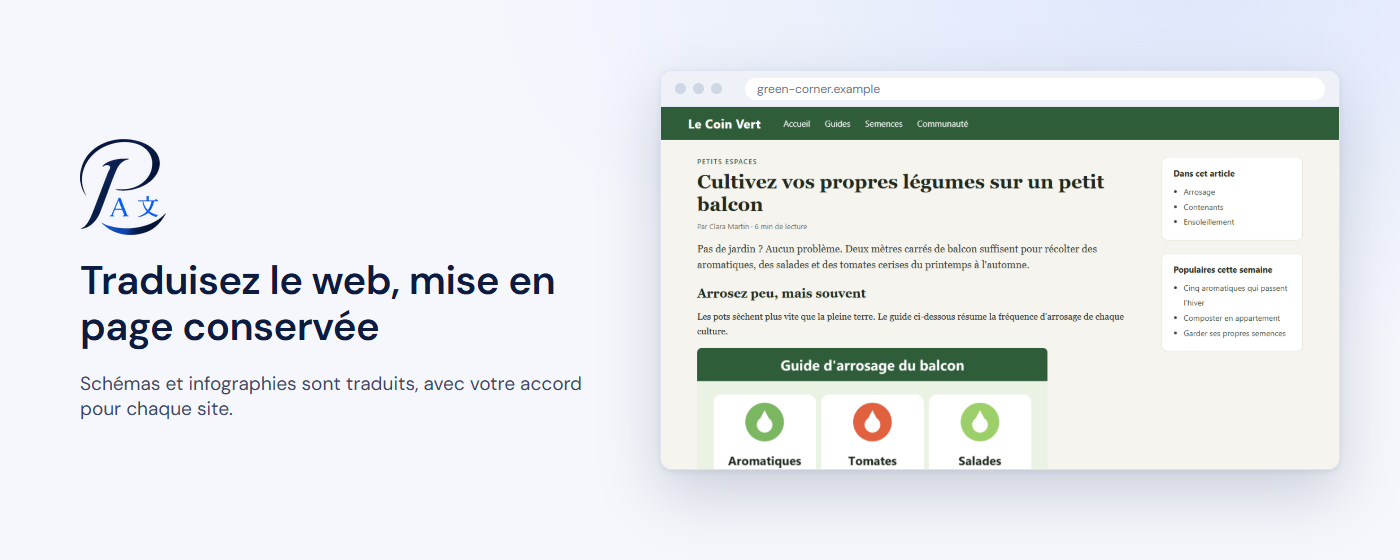 A 文
Traduisez le web, mise en
page conservée
Schémas et infographies sont traduits, avec votre accord
pour chaque site.
green-corner.example
Le Coin Vert
Accueil
Guides
Semences
Communauté
PETITS ESPACES
Cultivez vos propres légumes sur un petit
balcon
Par Clara Martin · 6 min de lecture
Pas de jardin ? Aucun problème. Deux mètres carrés de balcon suffisent pour récolter des
aromatiques, des salades et des tomates cerises du printemps à l'automne.
Arrosez peu, mais souvent
Les pots sèchent plus vite que la pleine terre. Le guide ci-dessous résume la fréquence d'arrosage de chaque
culture.
Guide d'arrosage du balcon
Aromatiques
Tomates
Salades
Dans cet article
• Arrosage
• Contenants
• Ensoleillement
Populaires cette semaine
• Cinq aromatiques qui passent
l'hiver
• Composter en appartement
• Garder ses propres semences